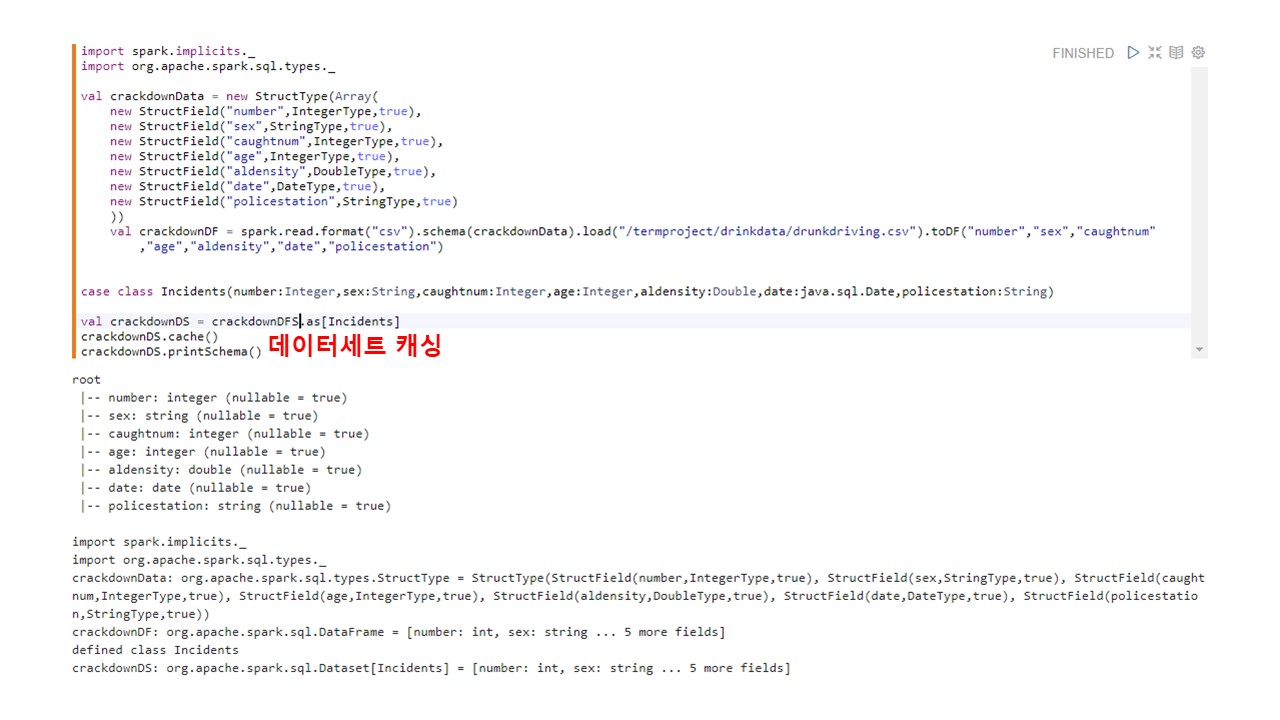 import spark.implicits._
FINISHED
import org.apache.spark.sql.types._
val crackdownData = new StructType(Array(
new StructField("number",IntegerType,true),
new StructField("sex",StringType,true),
new StructField("caughtnum",IntegerType,true),
new StructField("age",IntegerType,true),
new StructField("aldensity",DoubleType,true),
new StructField("date",DateType,true),
new StructField("policestation",StringType,true)
))
val crackdownDF = spark.read.format("csv").schema(crackdownData).load("/termproject/drinkdata/drunkdriving.csv").toDF("number","sex","caughtnum"
,"age","aldensity","date","policestation")
case class Incidents(number:Integer,sex:String,caughtnum:Integer,age:Integer,aldensity:Double,date:java.sql.Date,policestation:String)
val crackdownDS = crackdownDFS.as[Incidents]
crackdownDS.cache()
crackdownDS.printSchema()
데이터세트 캐싱
root
|-- number: integer (nullable = true)
|-- sex: string (nullable = true)
|-- caughtnum: integer (nullable = true)
|-- age: integer (nullable = true)
|-- aldensity: double (nullable = true)
|-- date: date (nullable = true)
|-- policestation: string (nullable = true)
import spark.implicits._
import org.apache.spark.sql.types._
crackdownData: org.apache.spark.sql.types.StructType = StructType(StructField(number,IntegerType,true), StructField(sex,StringType,true), StructField(caught
num,IntegerType,true), StructField(age,IntegerType,true), StructField(aldensity,DoubleType,true), StructField(date,DateType,true), StructField(policestatio
n,StringType,true))
crackdownDF: org.apache.spark.sql.DataFrame = [number: int, sex: string ... 5 more fields]
defined class Incidents
crackdownDS: org.apache.spark.sql.Dataset[Incidents] = [number: int, sex: string ... 5 more fields]